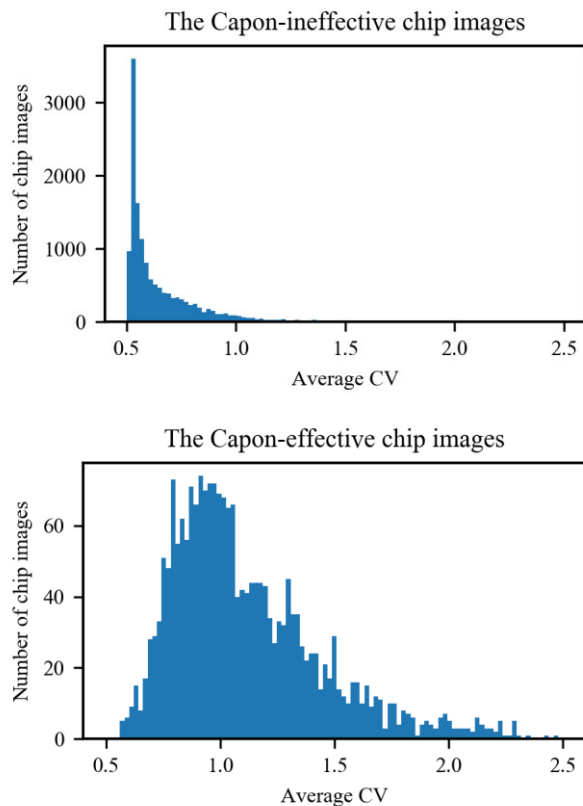 The Capon-ineffective chip images
Number of chip images
3000
2000
1000
0
0.5 1.0 1.5 2.0 2.5
Average CV
The Capon-effective chip images
Number of chip images
60
40
20
0
0.5 1.0 1.5 2.0 2.5
Average CV